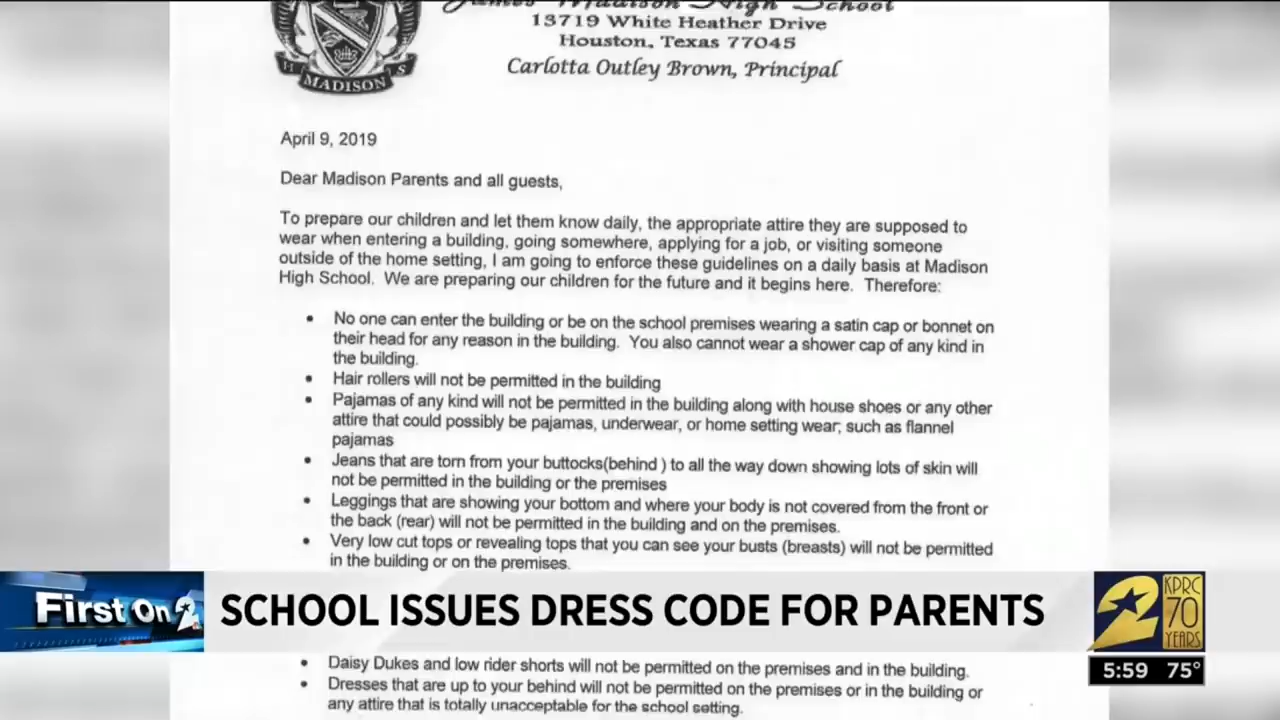 James Madison High School
13719 White Heather Drive
Houston, Texas 77045
Carlotta Outley Brown, Principal
H S
MADISON
April 9, 2019
Dear Madison Parents and all guests,
To prepare our children and let them know daily, the appropriate attire they are supposed to
wear when entering a building, going somewhere, applying for a job, or visiting someone
outside of the home setting, I am going to enforce these guidelines on a daily basis at Madison
High School. We are preparing our children for the future and it begins here. Therefore:
• No one can enter the building or be on the school premises wearing a satin cap or bonnet on
their head for any reason in the building. You also cannot wear a shower cap of any kind in
the building.
• Hair rollers will not be permitted in the building
• Pajamas of any kind will not be permitted in the building along with house shoes or any other
attire that could possibly be pajamas, underwear, or home setting wear; such as flannel
pajamas
• Jeans that are torn from your buttocks(behind ) to all the way down showing lots of skin will
not be permitted in the building or the premises
• Leggings that are showing your bottom and where your body is not covered from the front or
the back (rear) will not be permitted in the building and on the premises.
• Very low cut tops or revealing tops that you can see your busts (breasts) will not be permitted
in the building or on the premises.
First On 2
SCHOOL ISSUES DRESS CODE FOR PARENTS
2 KPRC
70
YEARS
5:59 75°
• Daisy Dukes and low rider shorts will not be permitted on the premises and in the building.
• Dresses that are up to your behind will not be permitted on the premises or in the building or
any attire that is totally unacceptable for the school setting.